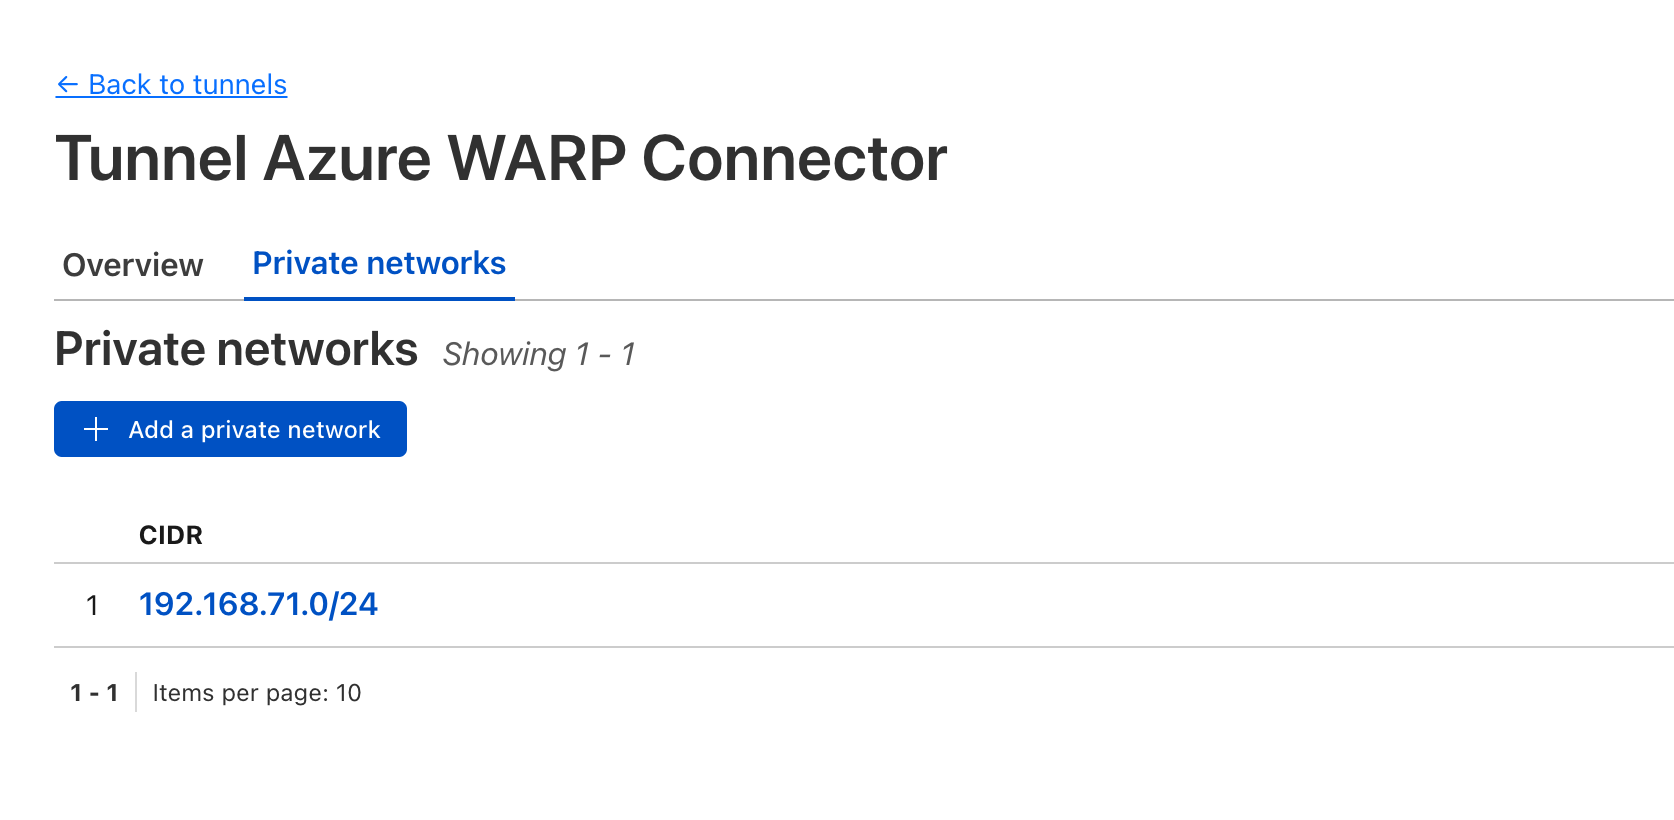 ← Back to tunnels
Tunnel Azure WARP Connector
Overview Private networks
Private networks Showing 1 - 1
+ Add a private network
CIDR
1 192.168.71.0/24
1 - 1 Items per page: 10